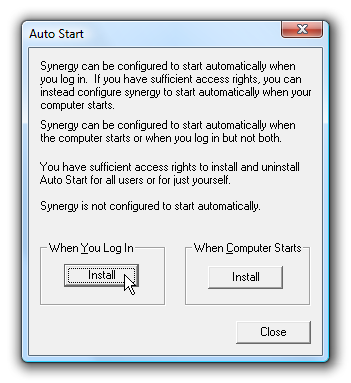 Auto Start
Synergy can be configured to start automatically when
you log in. If you have sufficient access rights, you can
instead configure synergy to start automatically when your
computer starts.
Synergy can be configured to start automatically when
the computer starts or when you log in but not both.
You have sufficient access rights to install and uninstall
Auto Start for all users or for just yourself.
Synergy is not configured to start automatically.
When You Log In
When Computer Starts
Install
Install
Close